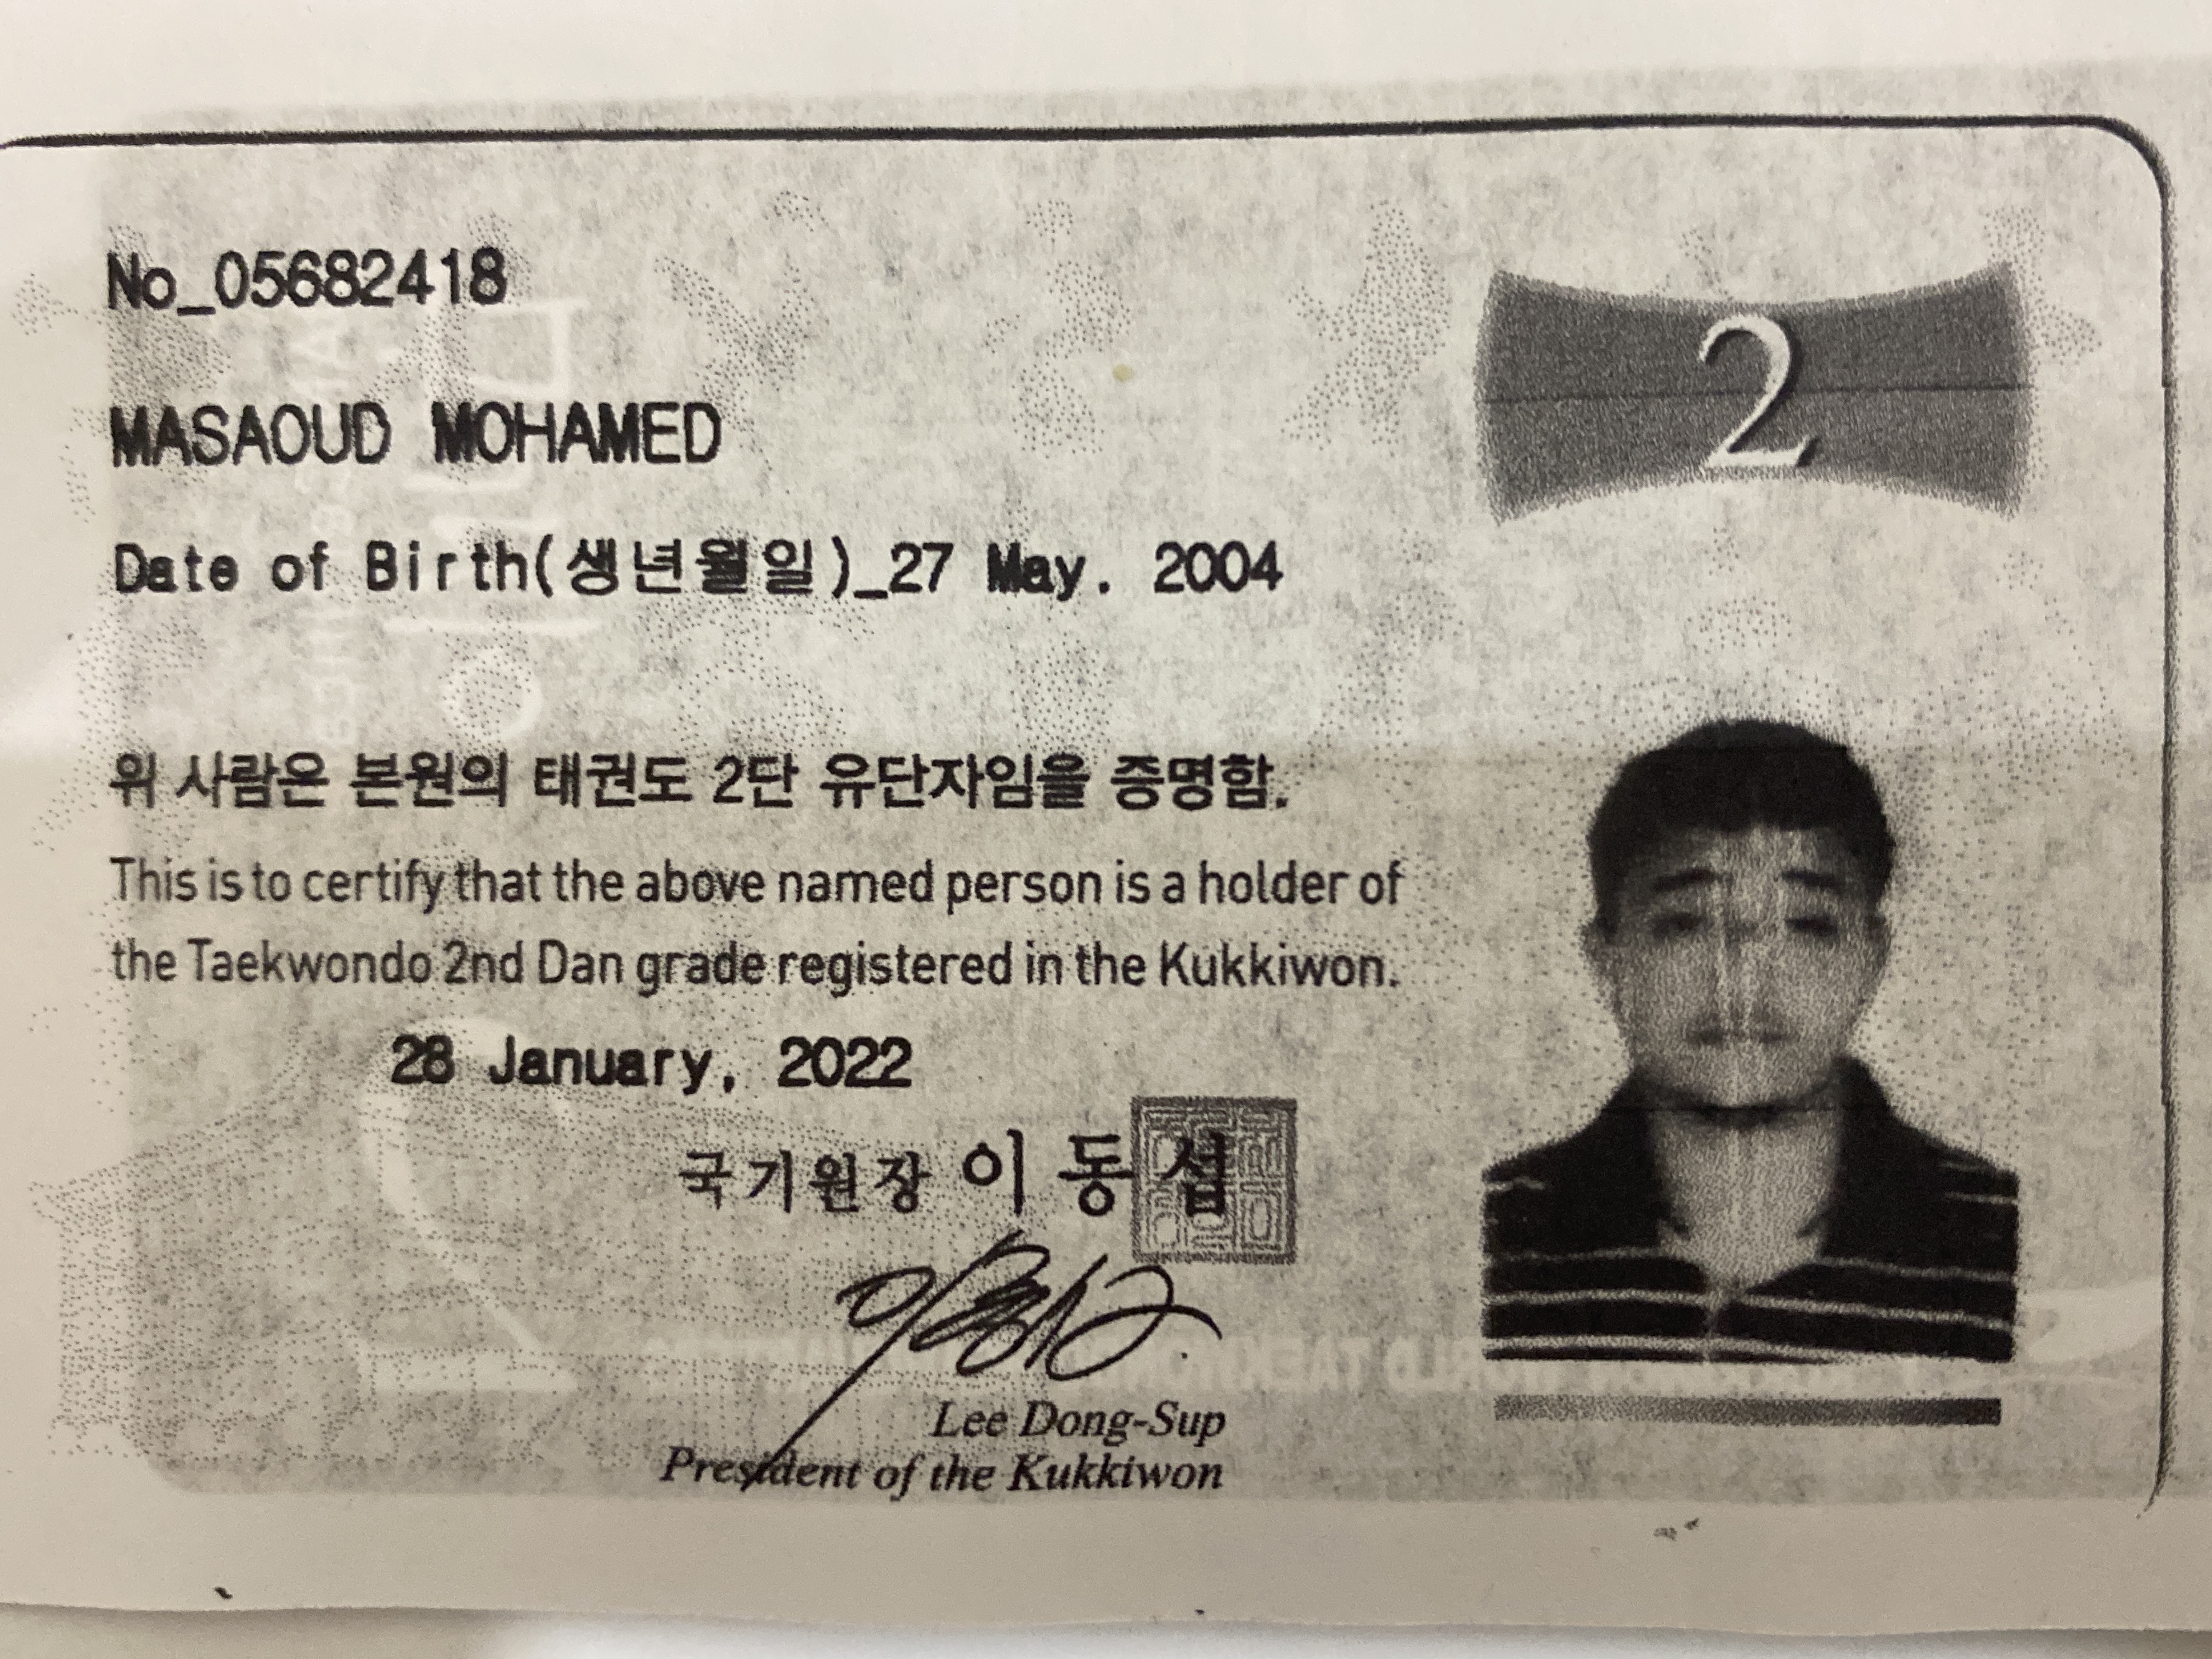 No_05682418
2
MASAOUD MOHAMED
Date of Birth(생년월일)_27 May. 2004
위 사람은 본원의 태권도 2단 유단자임을 증명함.
This is to certify that the above named person is a holder of
the Taekwondo 2nd Dan grade registered in the Kukkiwon.
28 January, 2022
국기원장 이동섭
Lee Dong-Sup
President of the Kukkiwon